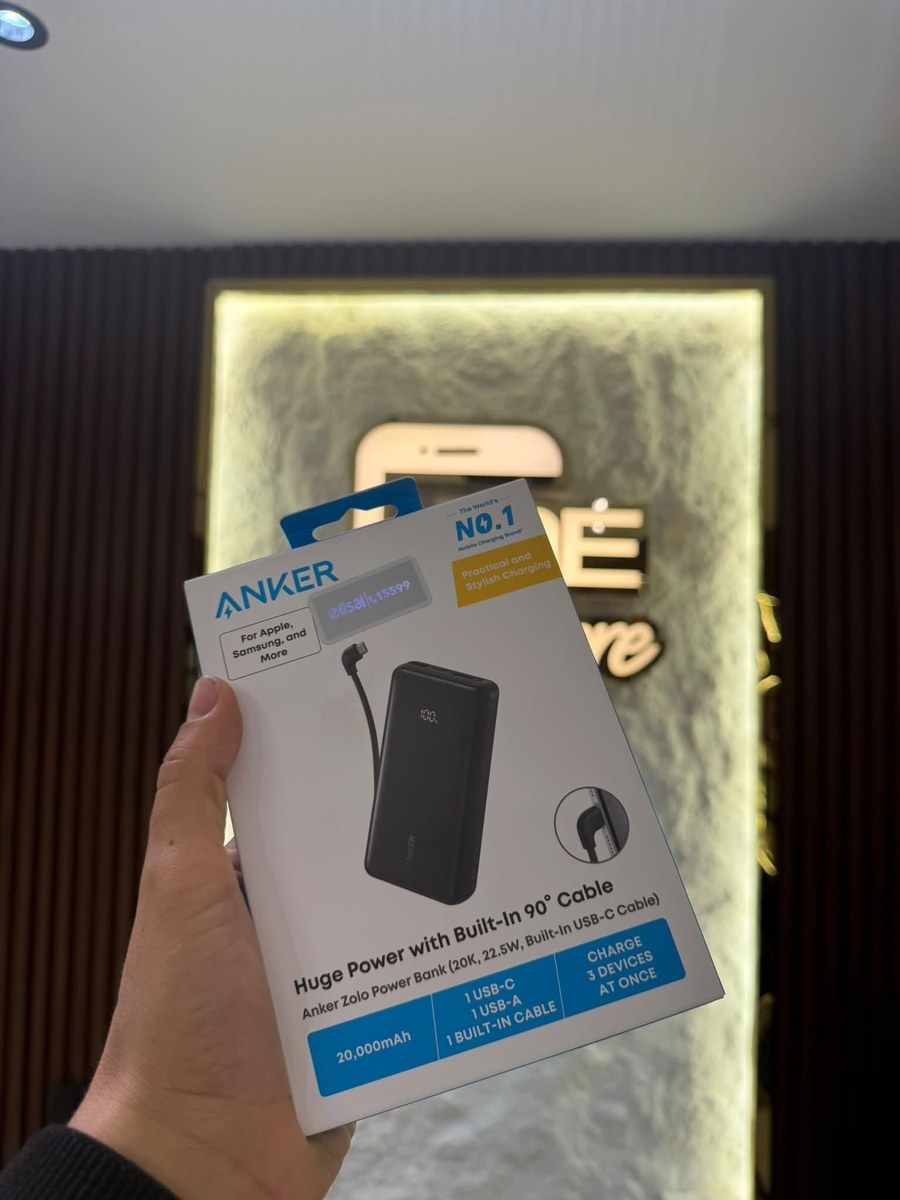 ANKER
The World's
NO.1
Mobile Charging Brand*
Practical and
Stylish Charging
elisal 15599
For Apple,
Samsung, and
More
100%
ANKER
Huge Power with Built-In 90° Cable
Anker Zolo Power Bank (20K, 22.5W, Built-In USB-C Cable)
20,000mAh
1 USB-C
1 USB-A
1 BUILT-IN CABLE
CHARGE
3 DEVICES
AT ONCE